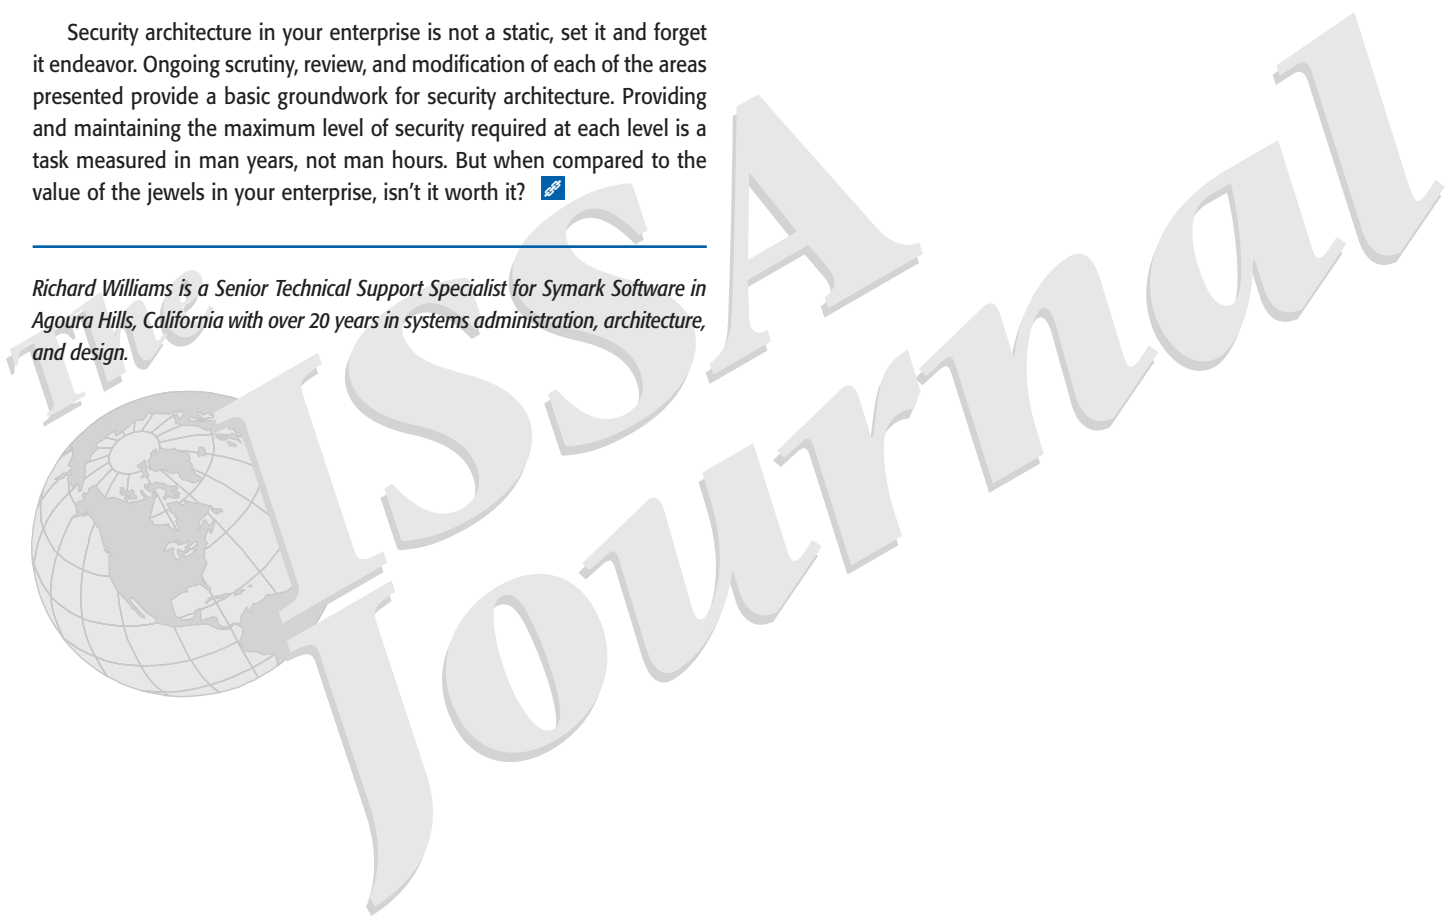 Security architecture in your enterprise is not a static, set it and forget
it endeavor. Ongoing scrutiny, review, and modification of each of the areas
presented provide a basic groundwork for security architecture. Providing
and maintaining the maximum level of security required at each level is a
task measured in man years, not man hours. But when compared to the
value of the jewels in your enterprise, isn’t it worth it?
Richard Williams is a Senior Technical Support Specialist for Symark Software in
Agoura Hills, California with over 20 years in systems administration, architecture,
and design.
The
ISSA
Journal